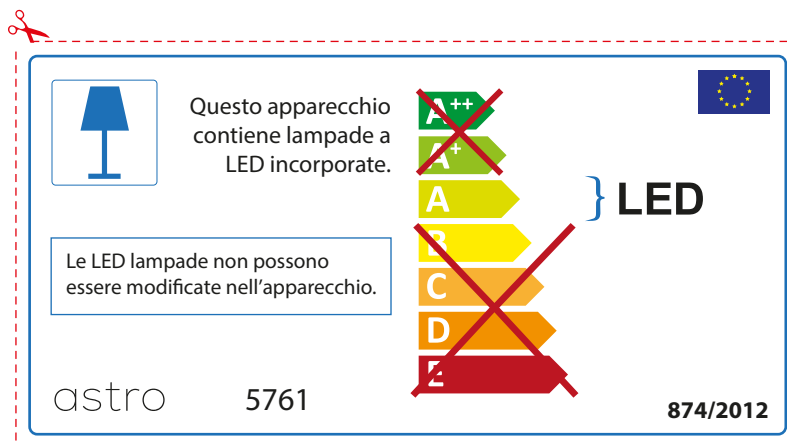 Questo apparecchio
contiene lampade a
LED incorporate.
Le LED lampade non possono
essere modificate nell'apparecchio.
A++
A+
A
B
C
D
E
LED
astro
5761
874/2012